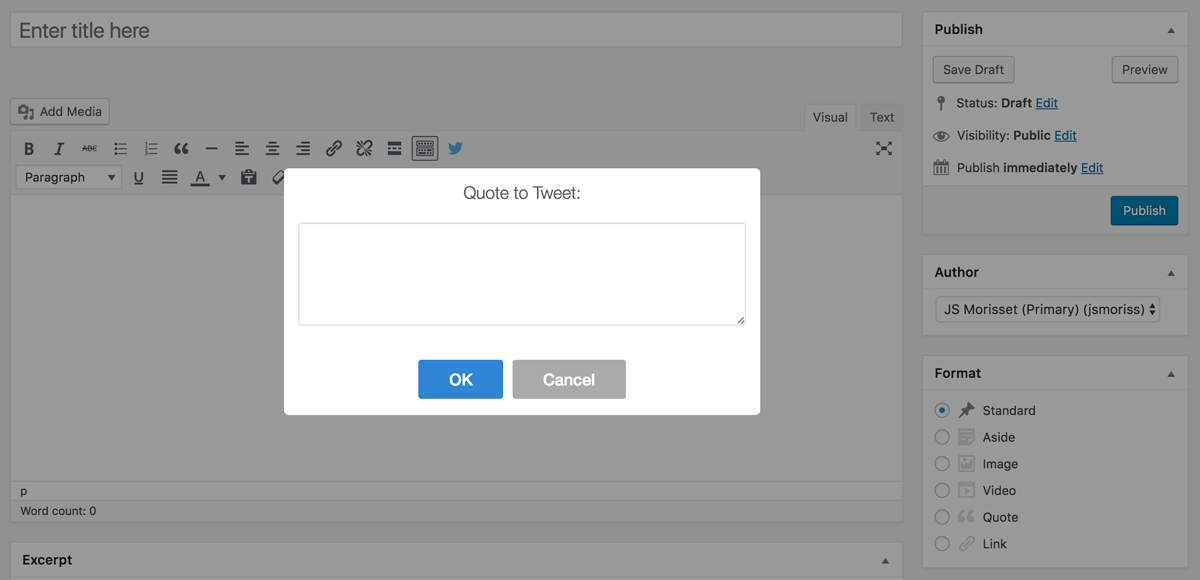 Enter title here
Add Media
Visual
Text
B I ABC
Paragraph
U A T
Quote to Tweet:
OK
Cancel
p
Word count: 0
Excerpt
Publish
Save Draft
Preview
Status: Draft Edit
Visibility: Public Edit
Publish immediately Edit
Publish
Author
JS Morisset (Primary) (jsmoriss)
Format
Standard
Aside
Image
Video
Quote
Link